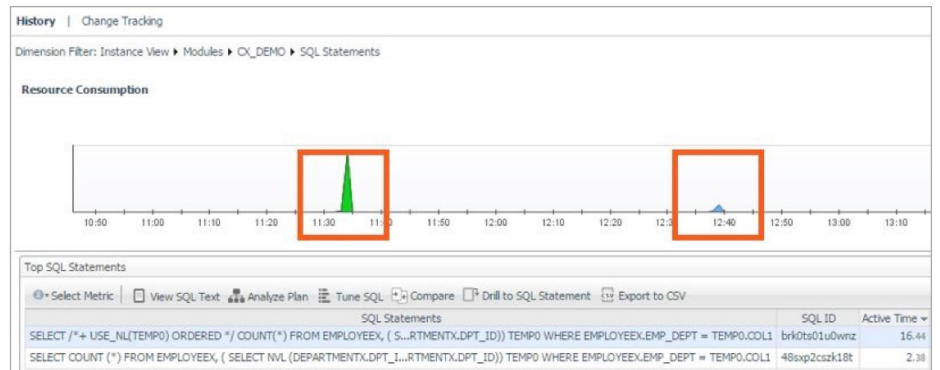 History | Change Tracking
Dimension Filter: Instance View ▸ Modules ▸ CX_DEMO ▸ SQL Statements
Resource Consumption
10:50 11:00 11:10 11:20 11:30 11:40 11:50 12:00 12:10 12:20 12:3 12:40 12:50 13:00 13:10
Top SQL Statements
Select Metric | View SQL Text Analyze Plan Tune SQL Compare Drill to SQL Statement Export to CSV
SQL Statements SQL ID Active Time
SELECT /*+ USE_NL(TEMP0) ORDERED */ COUNT(*) FROM EMPLOYEEX, ( S...RTMENTX.DPT_ID)) TEMP0 WHERE EMPLOYEEX.EMP_DEPT = TEMP0.COL1 brk0ts01u0wnz 16.44
SELECT COUNT (*) FROM EMPLOYEEX, ( SELECT NVL (DEPARTMENTX.DPT_I...RTMENTX.DPT_ID)) TEMP0 WHERE EMPLOYEEX.EMP_DEPT = TEMP0.COL1 48sxp2cszk18t 2.38